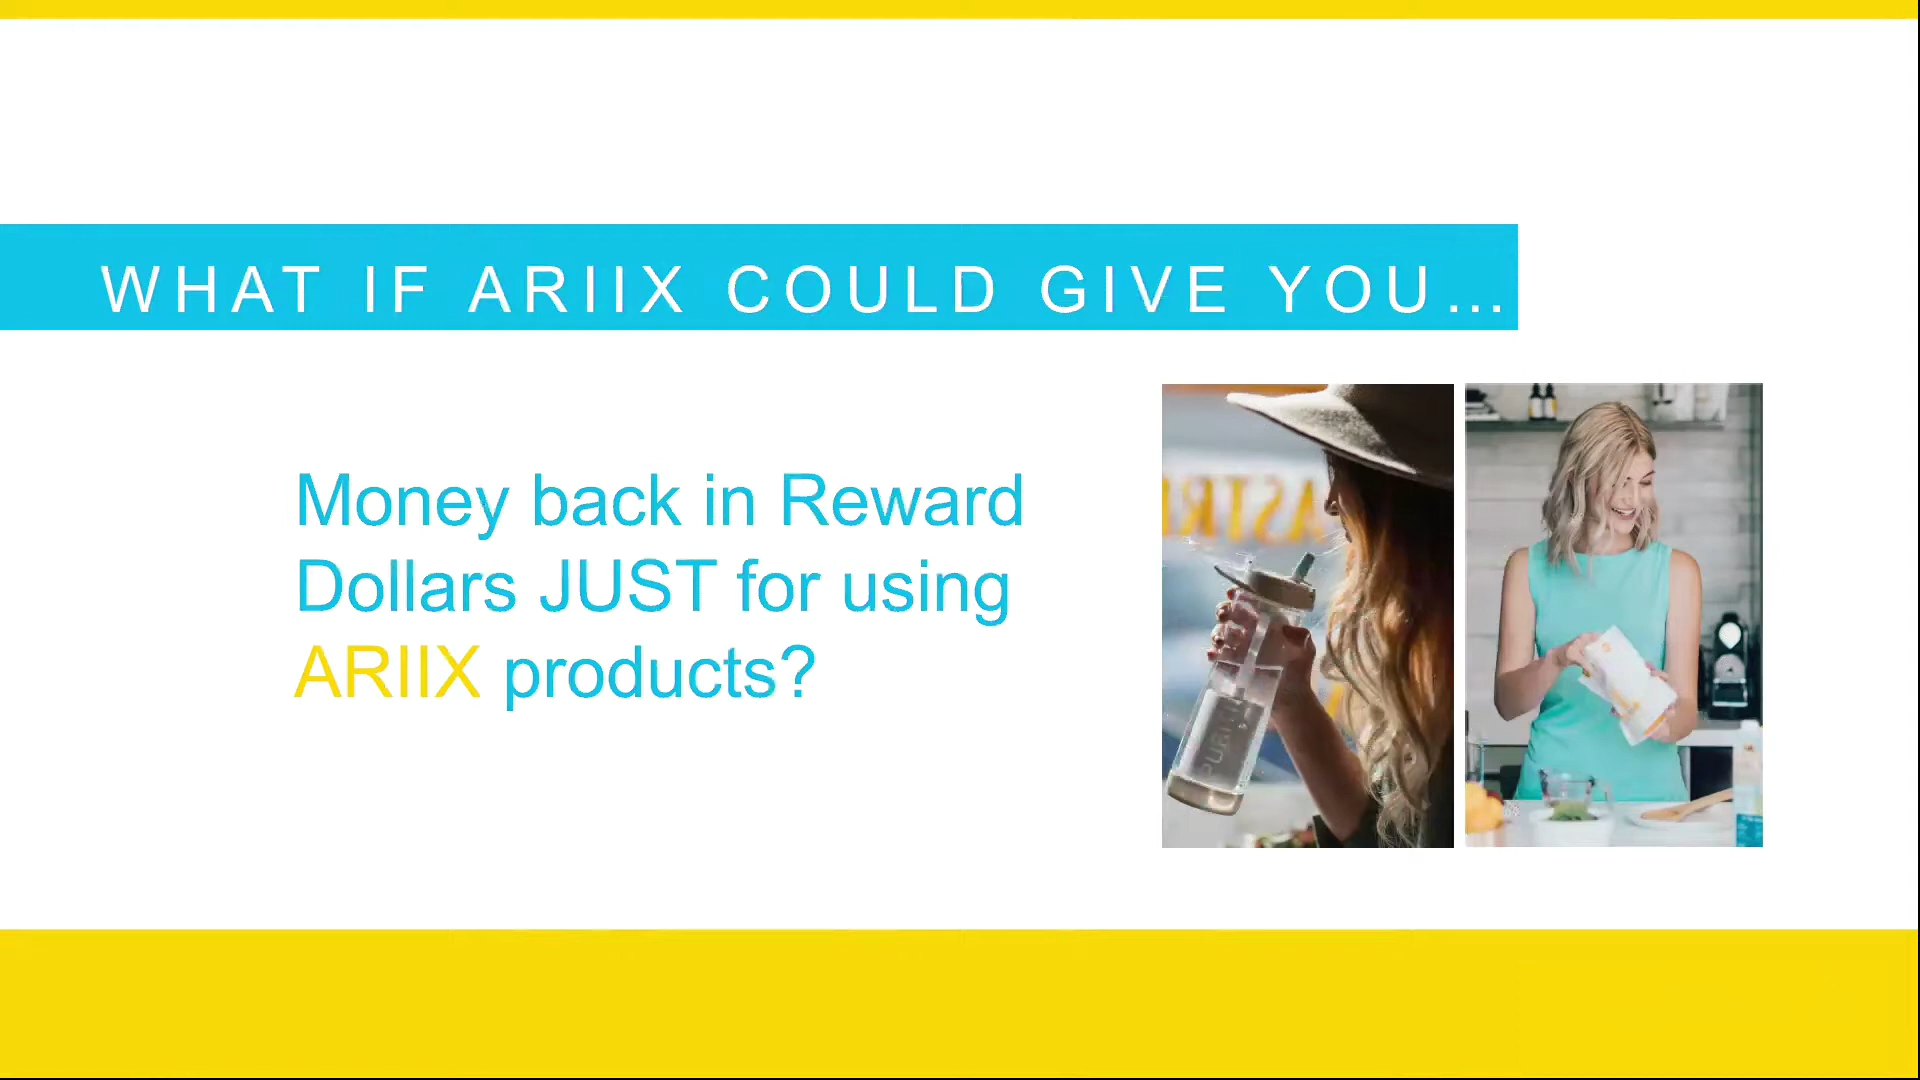 WHAT IF ARIIX COULD GIVE YOU...
Money back in Reward
Dollars JUST for using
ARIIX products?